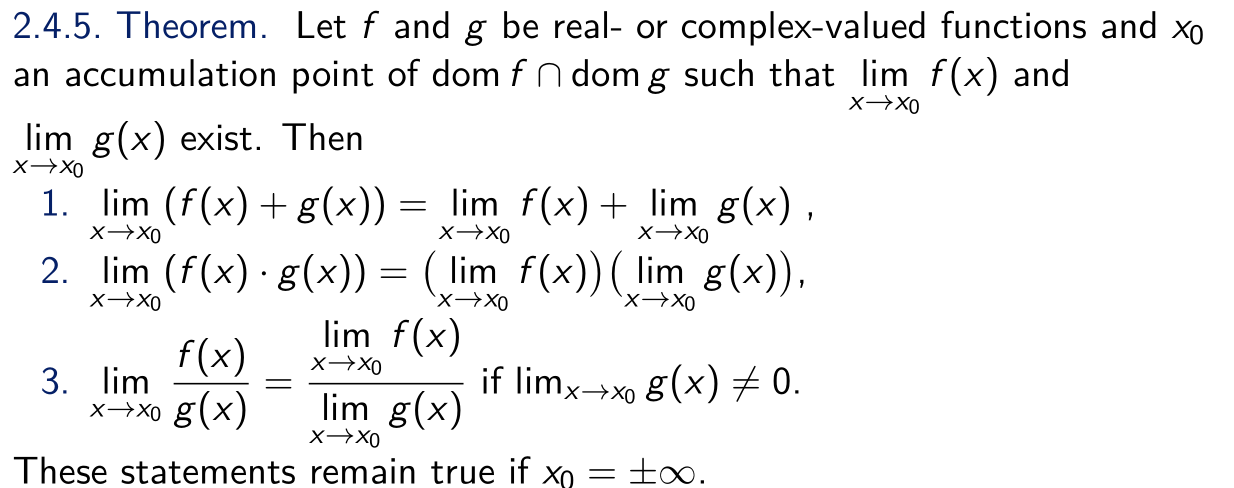 2.4.5. Theorem. Let f and g be real- or complex-valued functions and x₀
an accumulation point of dom f ∩ dom g such that lim_{x→x₀} f(x) and
lim_{x→x₀} g(x) exist. Then
1. lim_{x→x₀} (f(x) + g(x)) = lim_{x→x₀} f(x) + lim_{x→x₀} g(x) ,
2. lim_{x→x₀} (f(x) · g(x)) = (lim_{x→x₀} f(x))(lim_{x→x₀} g(x)),
3. lim_{x→x₀} f(x)/g(x) = lim_{x→x₀} f(x) / lim_{x→x₀} g(x) if lim_{x→x₀} g(x) ≠ 0.
These statements remain true if x₀ = ±∞.